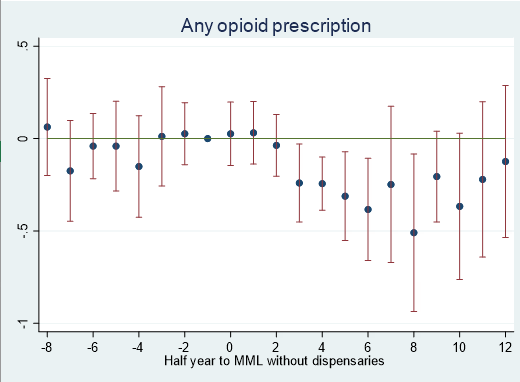 Any opioid prescription
.5
0
-.5
-1
-8 -6 -4 -2 0 2 4 6 8 10 12
Half year to MML without dispensaries